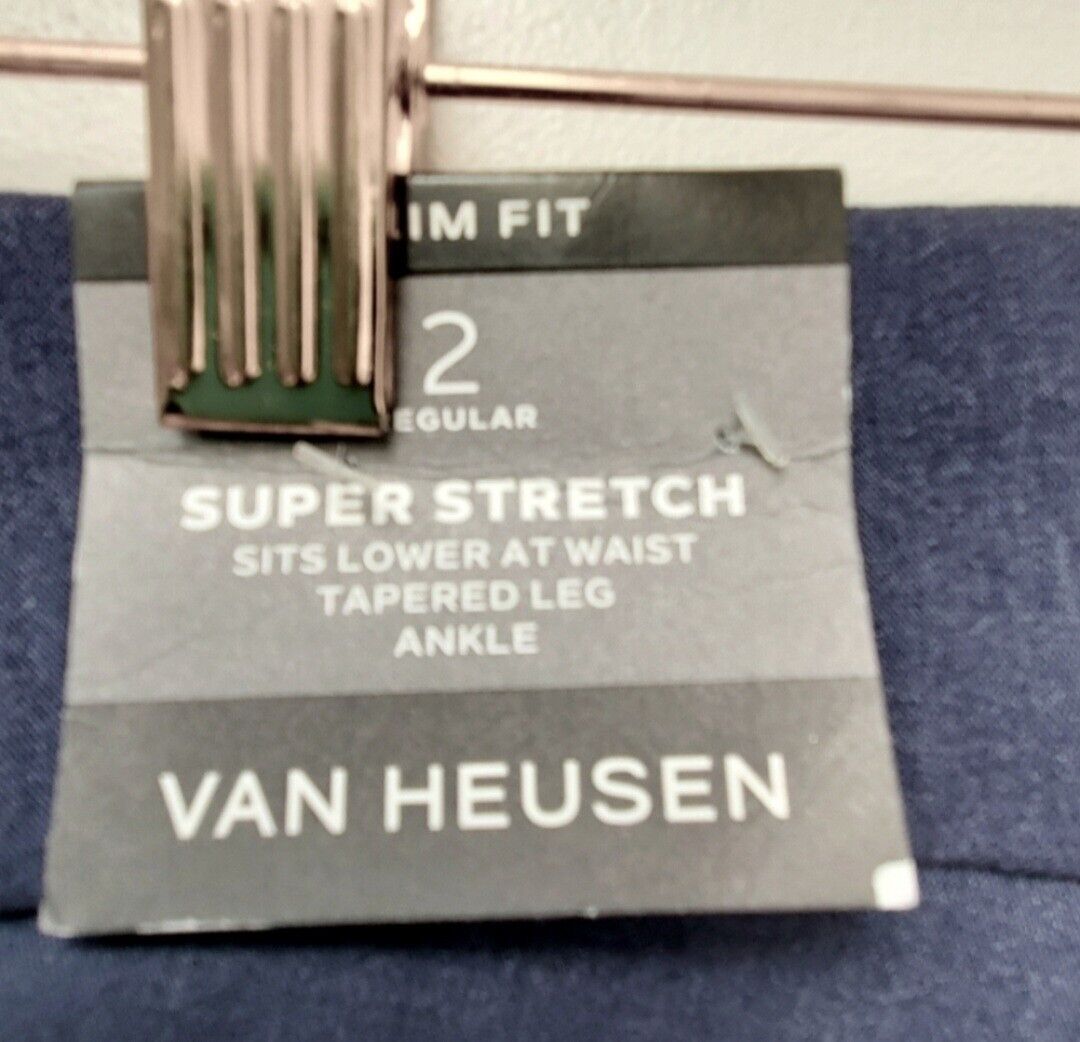 IM FIT
2
EGULAR
SUPER STRETCH
SITS LOWER AT WAIST
TAPERED LEG
ANKLE
VAN HEUSEN